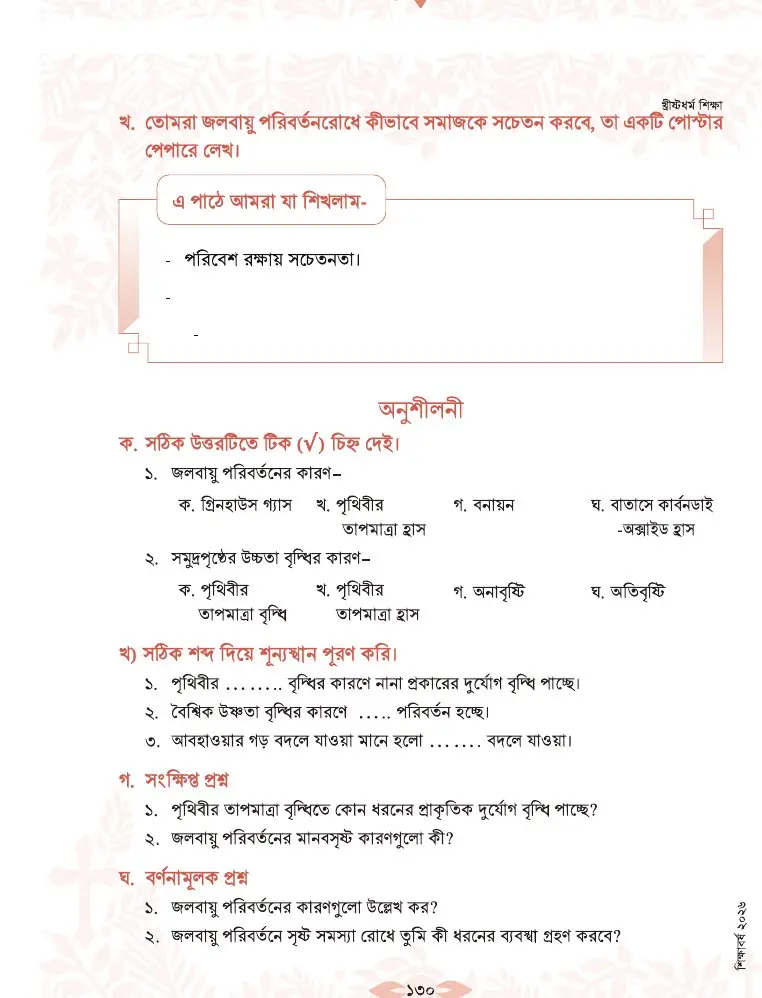 খ্রীষ্টধর্ম শিক্ষা
খ. তোমরা জলবায়ু পরিবর্তনরোধে কীভাবে সমাজকে সচেতন করবে, তা একটি পোস্টার
পেপারে লেখ।
এ পাঠে আমরা যা শিখলাম-
- পরিবেশ রক্ষায় সচেতনতা।
-
-
অনুশীলনী
ক. সঠিক উত্তরটিতে টিক (√) চিহ্ন দেই।
১. জলবায়ু পরিবর্তনের কারণ–
ক. গ্রিনহাউস গ্যাস খ. পৃথিবীর গ. বনায়ন ঘ. বাতাসে কার্বনডাই
তাপমাত্রা হ্রাস -অক্সাইড হ্রাস
২. সমুদ্রপৃষ্ঠের উচ্চতা বৃদ্ধির কারণ–
ক. পৃথিবীর খ. পৃথিবীর গ. অনাবৃষ্টি ঘ. অতিবৃষ্টি
তাপমাত্রা বৃদ্ধি তাপমাত্রা হ্রাস
খ) সঠিক শব্দ দিয়ে শূন্যস্থান পূরণ করি।
১. পৃথিবীর ........ বৃদ্ধির কারণে নানা প্রকারের দুর্যোগ বৃদ্ধি পাচ্ছে।
২. বৈশ্বিক উষ্ণতা বৃদ্ধির কারণে ..... পরিবর্তন হচ্ছে।
৩. আবহাওয়ার গড় বদলে যাওয়া মানে হলো ....... বদলে যাওয়া।
গ. সংক্ষিপ্ত প্রশ্ন
১. পৃথিবীর তাপমাত্রা বৃদ্ধিতে কোন ধরনের প্রাকৃতিক দুর্যোগ বৃদ্ধি পাচ্ছে?
২. জলবায়ু পরিবর্তনের মানবসৃষ্ট কারণগুলো কী?
ঘ. বর্ণনামূলক প্রশ্ন
১. জলবায়ু পরিবর্তনের কারণগুলো উল্লেখ কর?
২. জলবায়ু পরিবর্তনে সৃষ্ট সমস্যা রোধে তুমি কী ধরনের ব্যবস্থা গ্রহণ করবে?
শিক্ষাবর্ষ ২০২৬
১৩০